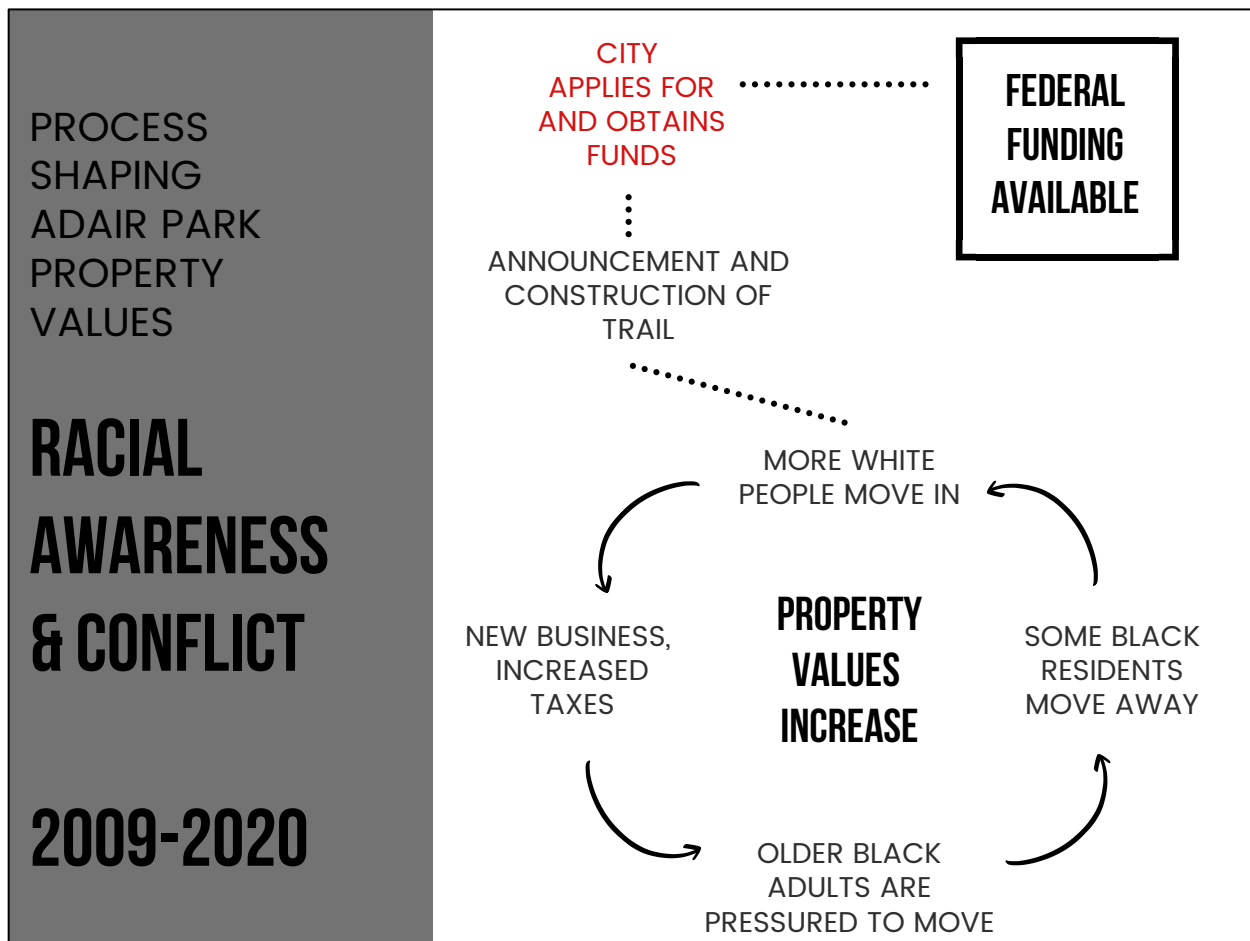 PROCESS
SHAPING
ADAIR PARK
PROPERTY
VALUES
RACIAL
AWARENESS
& CONFLICT
2009-2020
CITY
APPLIES FOR
AND OBTAINS
FUNDS
FEDERAL
FUNDING
AVAILABLE
ANNOUNCEMENT AND
CONSTRUCTION OF
TRAIL
MORE WHITE
PEOPLE MOVE IN
NEW BUSINESS,
INCREASED
TAXES
PROPERTY
VALUES
INCREASE
SOME BLACK
RESIDENTS
MOVE AWAY
OLDER BLACK
ADULTS ARE
PRESSURED TO MOVE